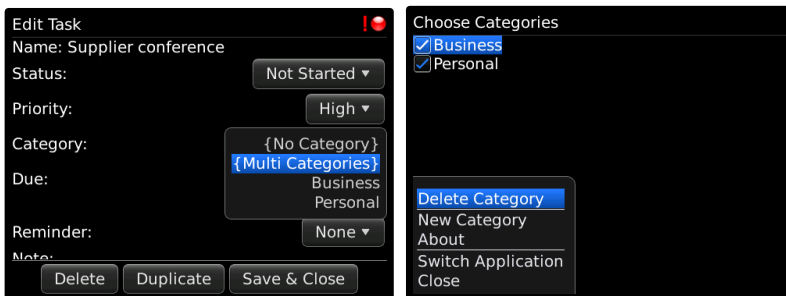 Edit Task
Name: Supplier conference
Status: Not Started
Priority: High
Category:
{No Category}
{Multi Categories}
Business
Personal
Due:
Reminder: None
Note:
Delete Duplicate Save & Close
Choose Categories
Business
Personal
Delete Category
New Category
About
Switch Application
Close